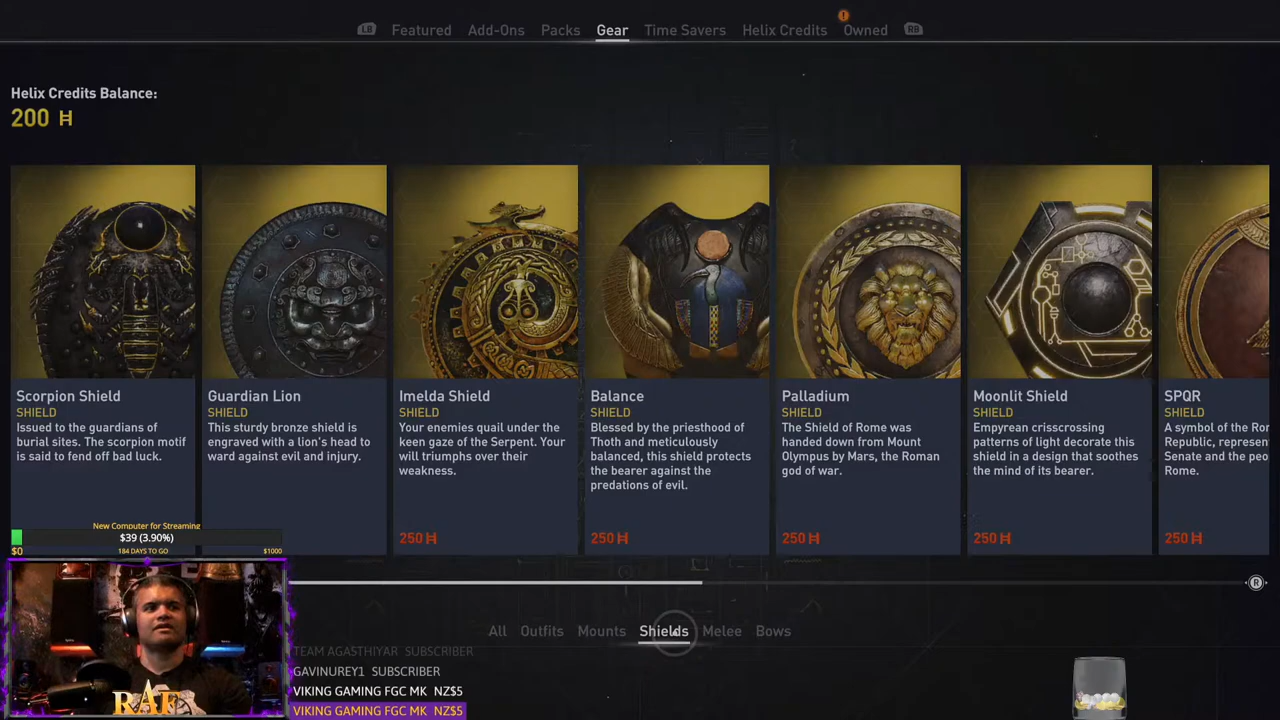 LB Featured Add-Ons Packs Gear Time Savers Helix Credits ! Owned RB
Helix Credits Balance:
200
Scorpion Shield
SHIELD
Issued to the guardians of
burial sites. The scorpion motif
is said to fend off bad luck.
Guardian Lion
SHIELD
This sturdy bronze shield is
engraved with a lion's head to
ward against evil and injury.
Imelda Shield
SHIELD
Your enemies quail under the
keen gaze of the Serpent. Your
will triumphs over their
weakness.
250
Balance
SHIELD
Blessed by the priesthood of
Thoth and meticulously
balanced, this shield protects
the bearer against the
predations of evil.
250
Palladium
SHIELD
The Shield of Rome was
handed down from Mount
Olympus by Mars, the Roman
god of war.
250
Moonlit Shield
SHIELD
Empyrean crisscrossing
patterns of light decorate this
shield in a design that soothes
the mind of its bearer.
250
SPQR
SHIELD
A symbol of the Ror
Republic, represen
Senate and the peo
Rome.
250
New Computer for Streaming
$39 (3.90%)
$0 184 DAYS TO GO $1000
R
All Outfits Mounts Shields Melee Bows
TEAM AGASTHIYAR SUBSCRIBER
GAVINUREY1 SUBSCRIBER
VIKING GAMING FGC MK NZ$5
VIKING GAMING FGC MK NZ$5
RAF